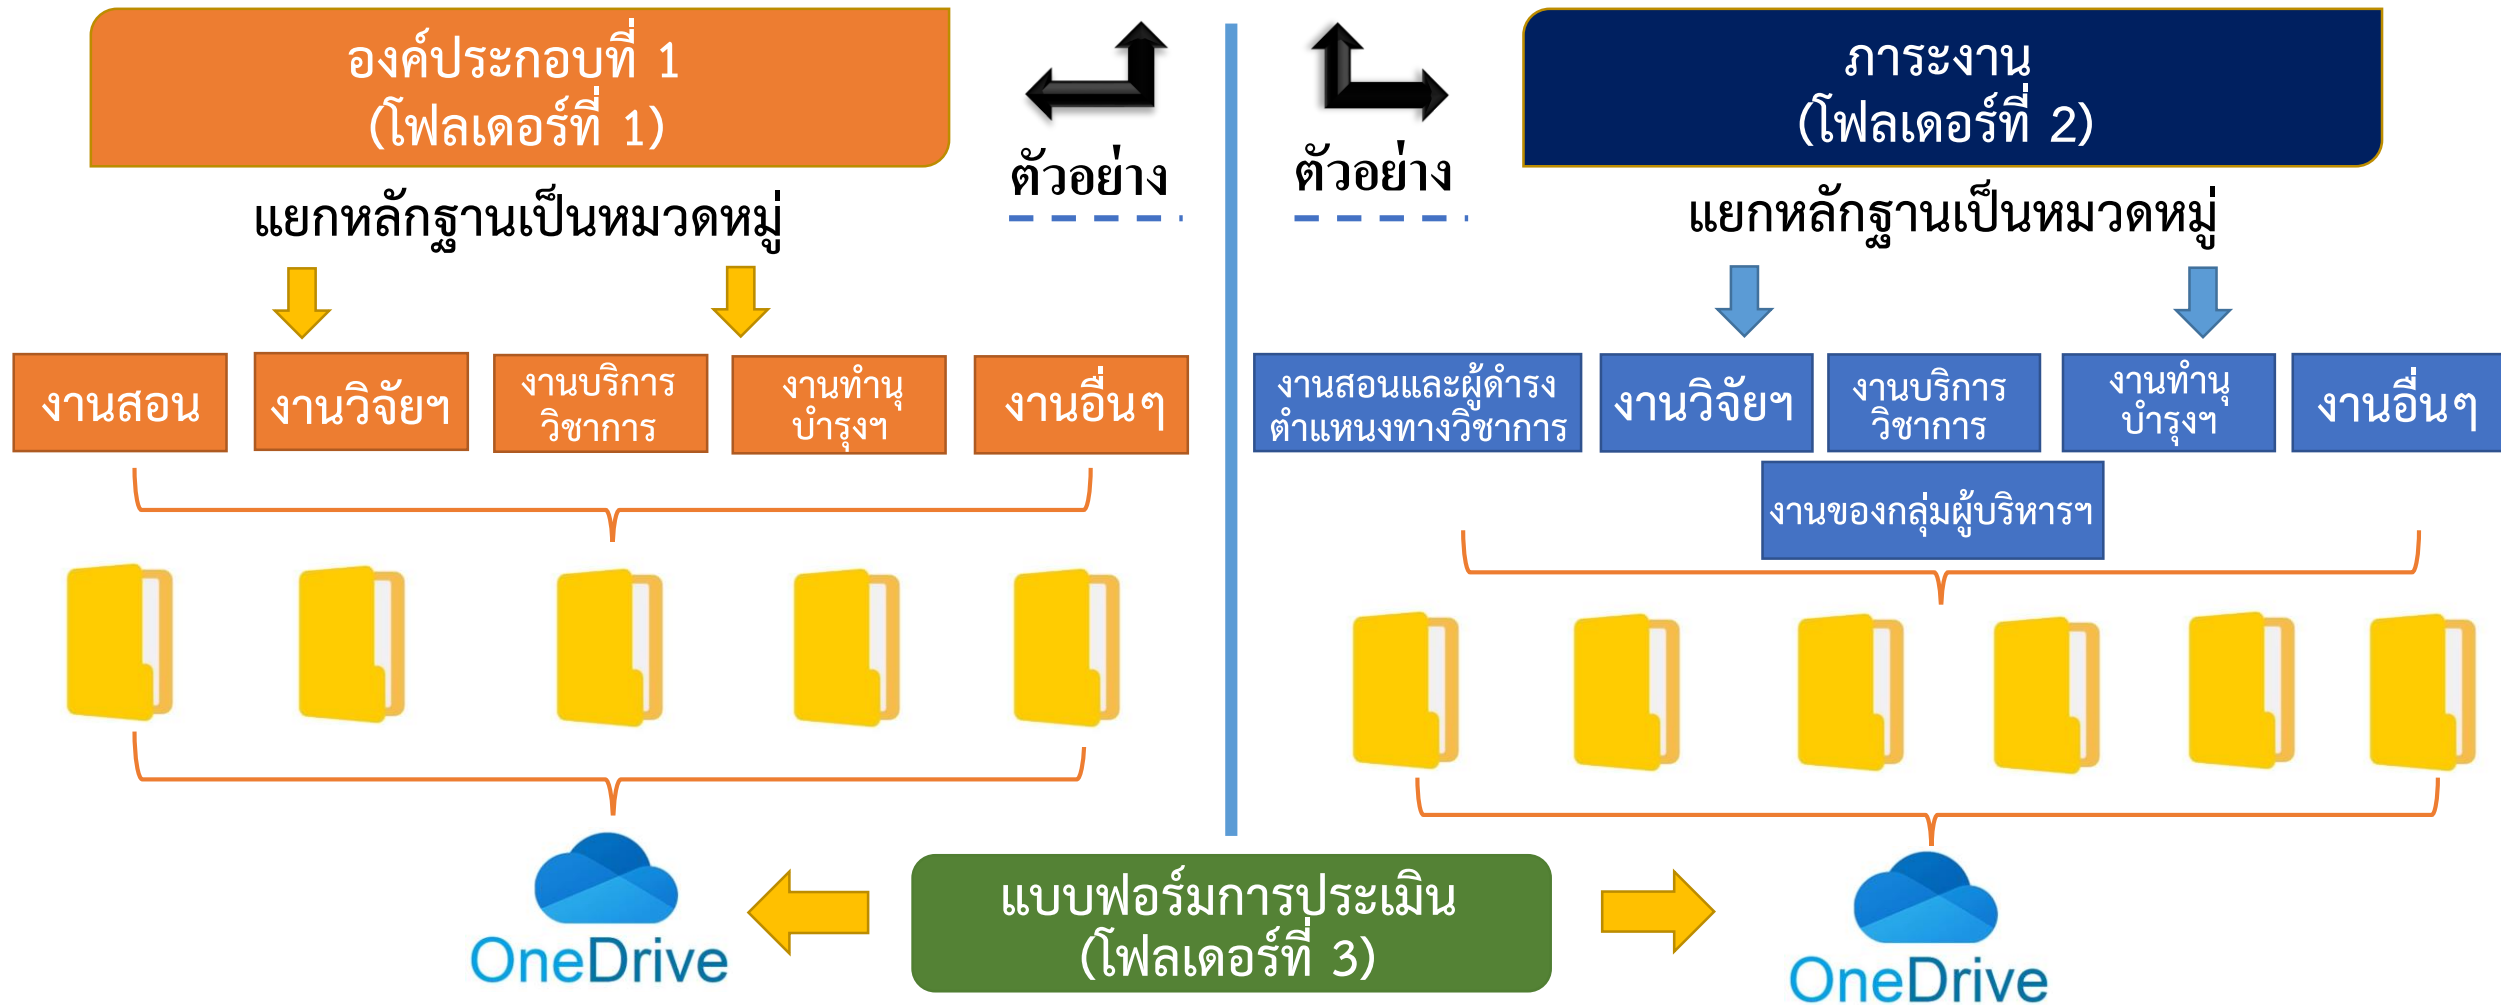 องค์ประกอบที่ 1
(โฟลเดอร์ที่ 1)
ตัวอย่าง
แยกหลักฐานเป็นหมวดหมู่
งานสอน
งานวิจัยฯ
งานบริการ
วิชาการ
งานทำนุ
บำรุงฯ
งานอื่นๆ
OneDrive
ภาระงาน
(โฟลเดอร์ที่ 2)
ตัวอย่าง
แยกหลักฐานเป็นหมวดหมู่
งานสอนและผู้ดำรง
ตำแหน่งทางวิชาการ
งานวิจัยฯ
งานบริการ
วิชาการ
งานทำนุ
บำรุงฯ
งานอื่นๆ
งานของกลุ่มผู้บริหารฯ
OneDrive
แบบฟอร์มการประเมิน
(โฟลเดอร์ที่ 3)